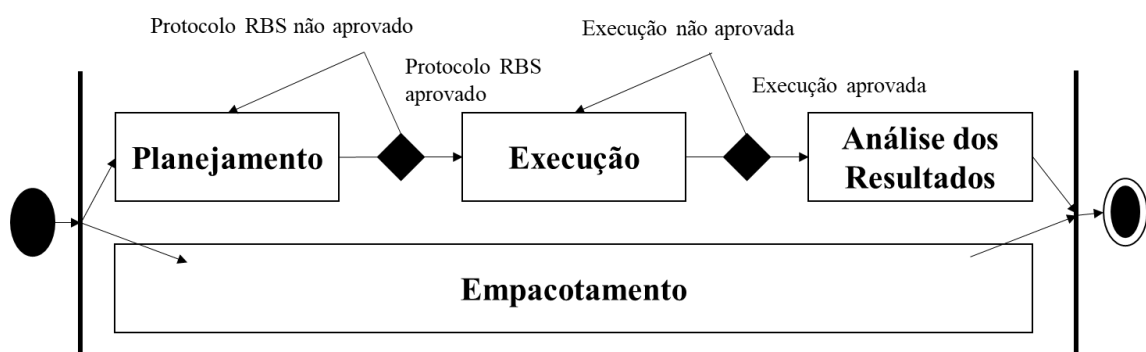 Protocolo RBS não aprovado
Execução não aprovada
Protocolo RBS
aprovado
Execução aprovada
Planejamento
Execução
Análise dos
Resultados
Empacotamento